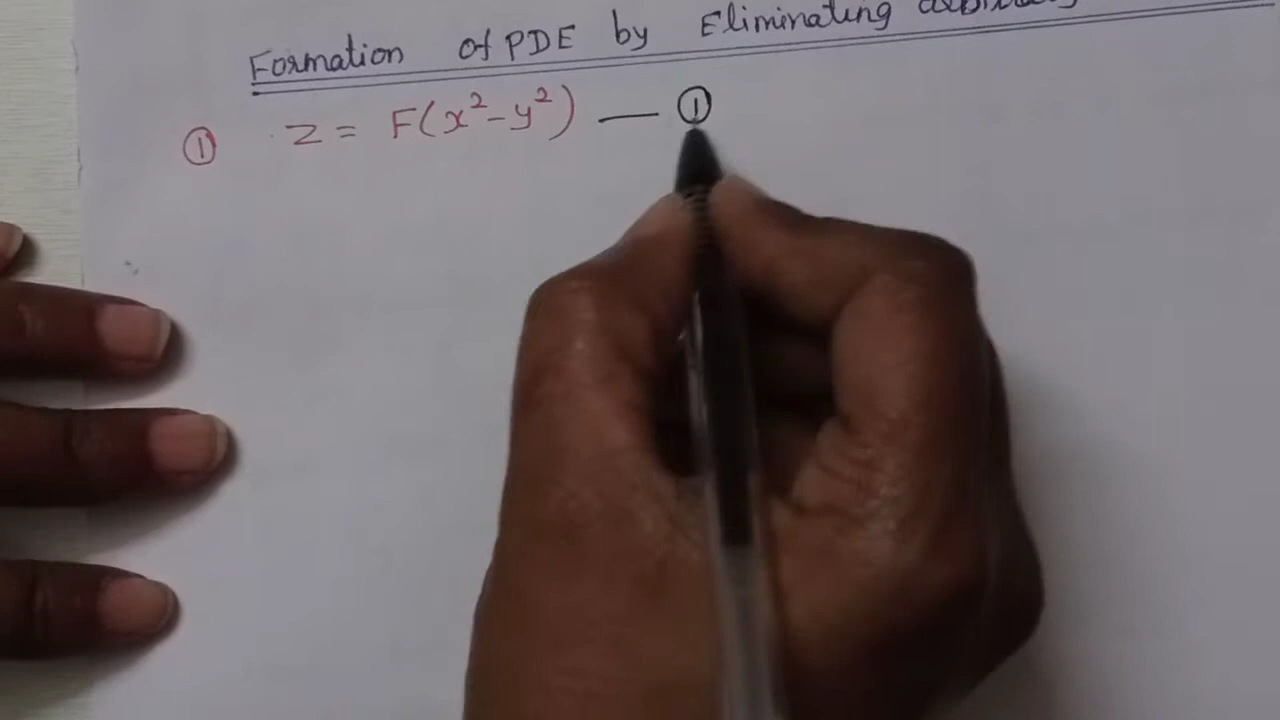 Formation of PDE by Eliminating
① z = F(x² - y²) — ①